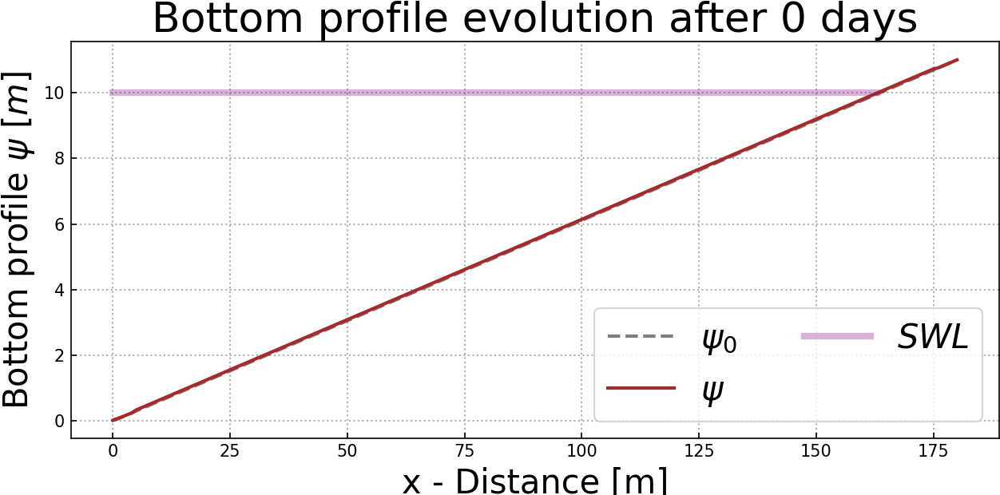 Bottom profile evolution after 0 days
Bottom profile ψ [m]
10
8
6
4
2
0
ψ₀
SWL
ψ
0 25 50 75 100 125 150 175
x - Distance [m]